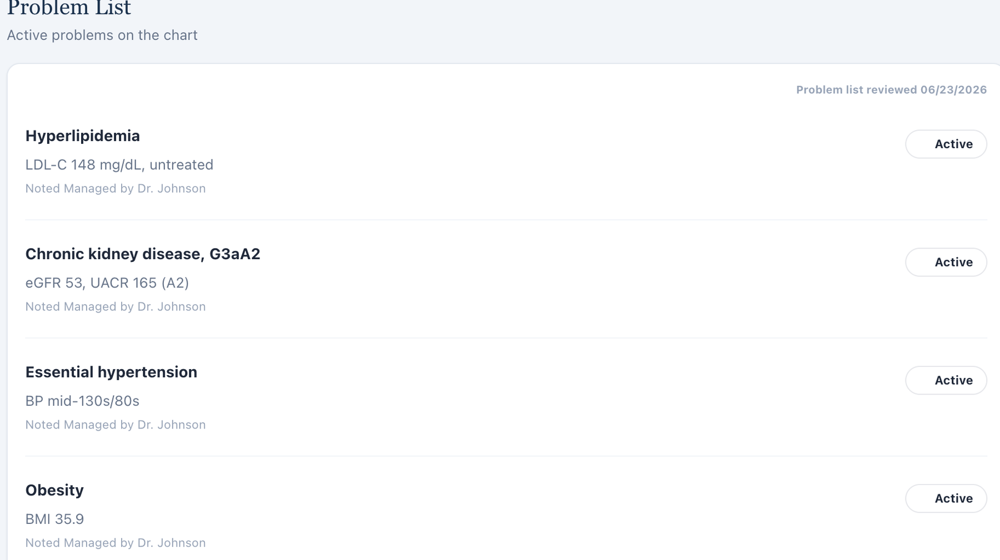 Problem List
Active problems on the chart
Problem list reviewed 06/23/2026
Hyperlipidemia
Active
LDL-C 148 mg/dL, untreated
Noted Managed by Dr. Johnson
Chronic kidney disease, G3aA2
Active
eGFR 53, UACR 165 (A2)
Noted Managed by Dr. Johnson
Essential hypertension
Active
BP mid-130s/80s
Noted Managed by Dr. Johnson
Obesity
Active
BMI 35.9
Noted Managed by Dr. Johnson